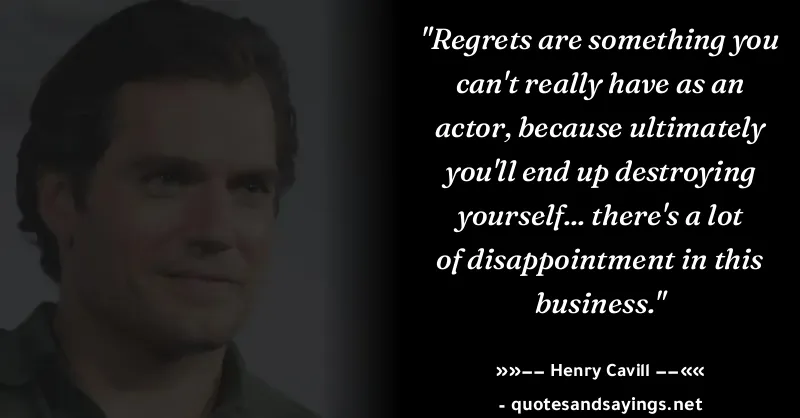 "Regrets are something you
can't really have as an
actor, because ultimately
you'll end up destroying
yourself... there's a lot
of disappointment in this
business."
»»–– Henry Cavill ––««
- quotesandsayings.net